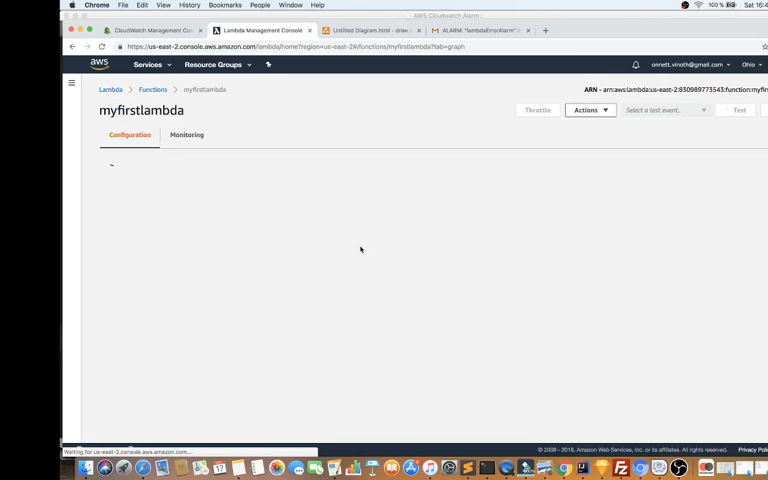 Chrome File Edit View History Bookmarks People Window Help 100 % Sat 16:4
AWS Cloudwatch Alarm :
CloudWatch Management Con Lambda Management Console Untitled Diagram.html - draw. ALARM: "lambdaErrorAlarm" i
https://us-east-2.console.aws.amazon.com/lambda/home?region=us-east-2#/functions/myfirstlambda?tab=graph
aws Services Resource Groups onnett.vinoth@gmail.com Ohio
Lambda Functions myfirstlambda ARN - arn:aws:lambda:us-east-2:830989773543:function:myfirs
myfirstlambda Throttle Actions Select a test event.. Test
Configuration Monitoring
Waiting for us-east-2.console.aws.amazon.com...
© 2008 - 2018, Amazon Web Services, Inc. or its affiliates. All rights reserved. Privacy Poli
17